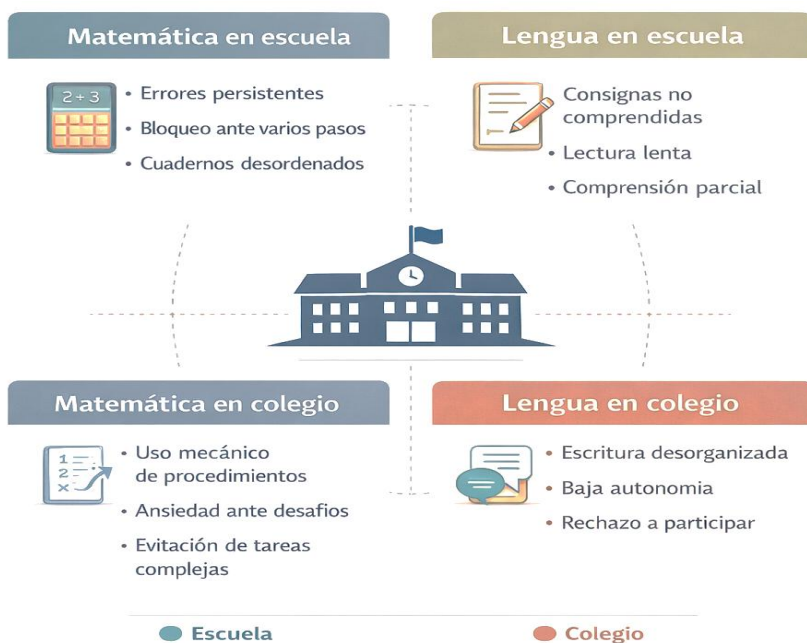 Matemática en escuela
2+3
• Errores persistentes
• Bloqueo ante varios pasos
• Cuadernos desordenados
Lengua en escuela
Consignas no
comprendidas
• Lectura lenta
• Comprensión parcial
Matemática en colegio
1
2
x
• Uso mecánico
de procedimientos
• Ansiedad ante desafios
• Evitación de tareas
complejas
Lengua en colegio
• Escritura desorganizada
• Baja autonomia
• Rechazo a participar
Escuela
Colegio